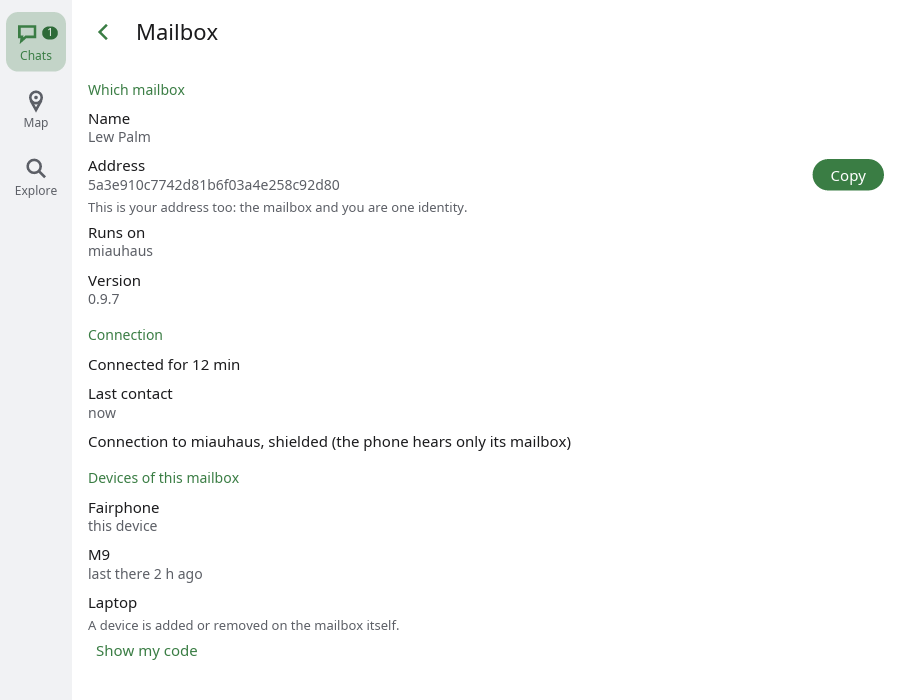 1
Chats
Map
Explore
Mailbox
Which mailbox
Name
Lew Palm
Address
5a3e910c7742d81b6f03a4e258c92d80
Copy
This is your address too: the mailbox and you are one identity.
Runs on
miauhaus
Version
0.9.7
Connection
Connected for 12 min
Last contact
now
Connection to miauhaus, shielded (the phone hears only its mailbox)
Devices of this mailbox
Fairphone
this device
M9
last there 2 h ago
Laptop
A device is added or removed on the mailbox itself.
Show my code